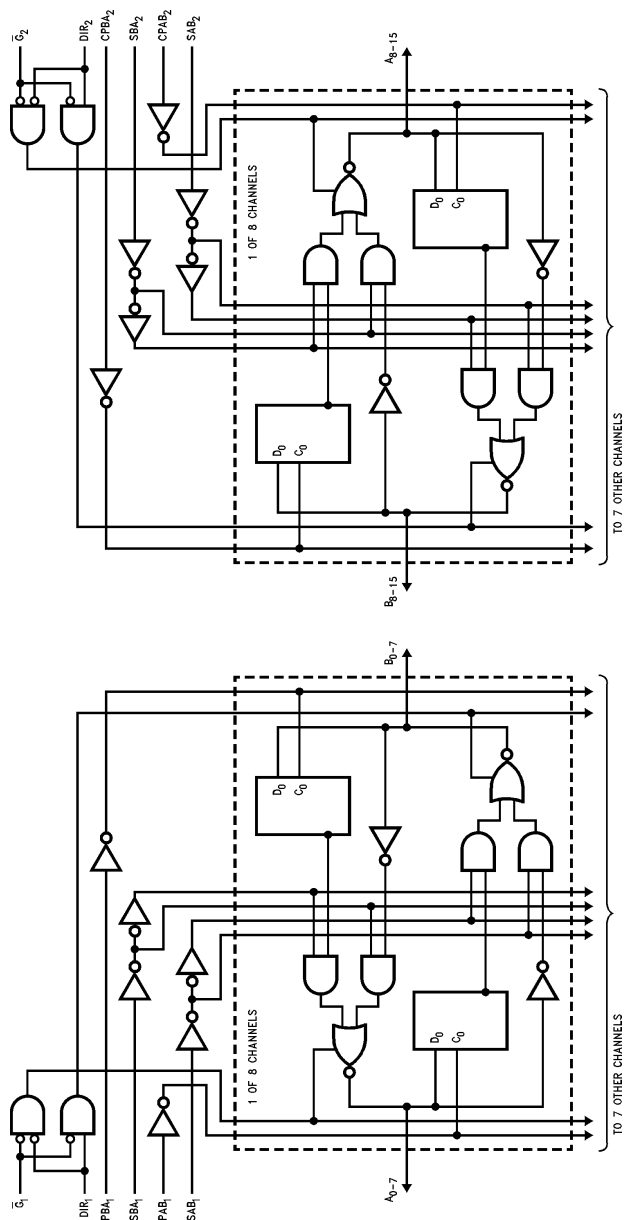 G̅₂
DIR₂
CPBA₂
SBA₂
CPAB₂
SAB₂
1 OF 8 CHANNELS
A₈₋₁₅
D₀
C₀
D₀
C₀
B₈₋₁₅
TO 7 OTHER CHANNELS
G̅₁
DIR₁
PBA₁
SBA₁
PAB₁
SAB₁
1 OF 8 CHANNELS
B₀₋₇
D₀
C₀
D₀
C₀
A₀₋₇
TO 7 OTHER CHANNELS